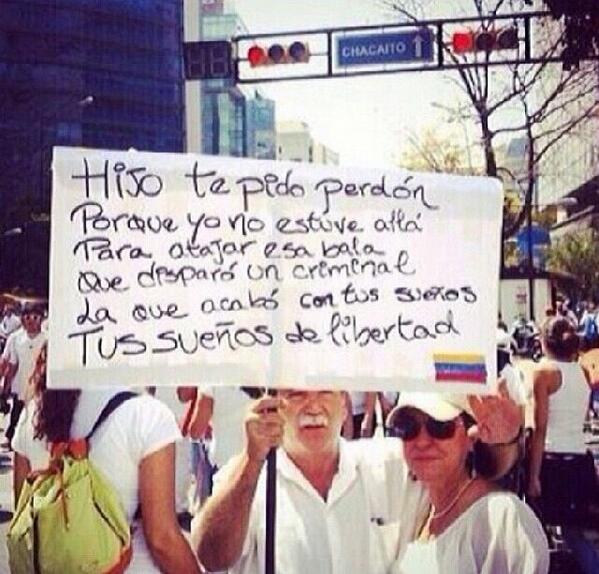 CHACAITO
Hijo te pido perdón
Porque yo no estuve allá
Para atajar esa bala
Que disparó un criminal
La que acabó con tus sueños
Tus sueños de libertad